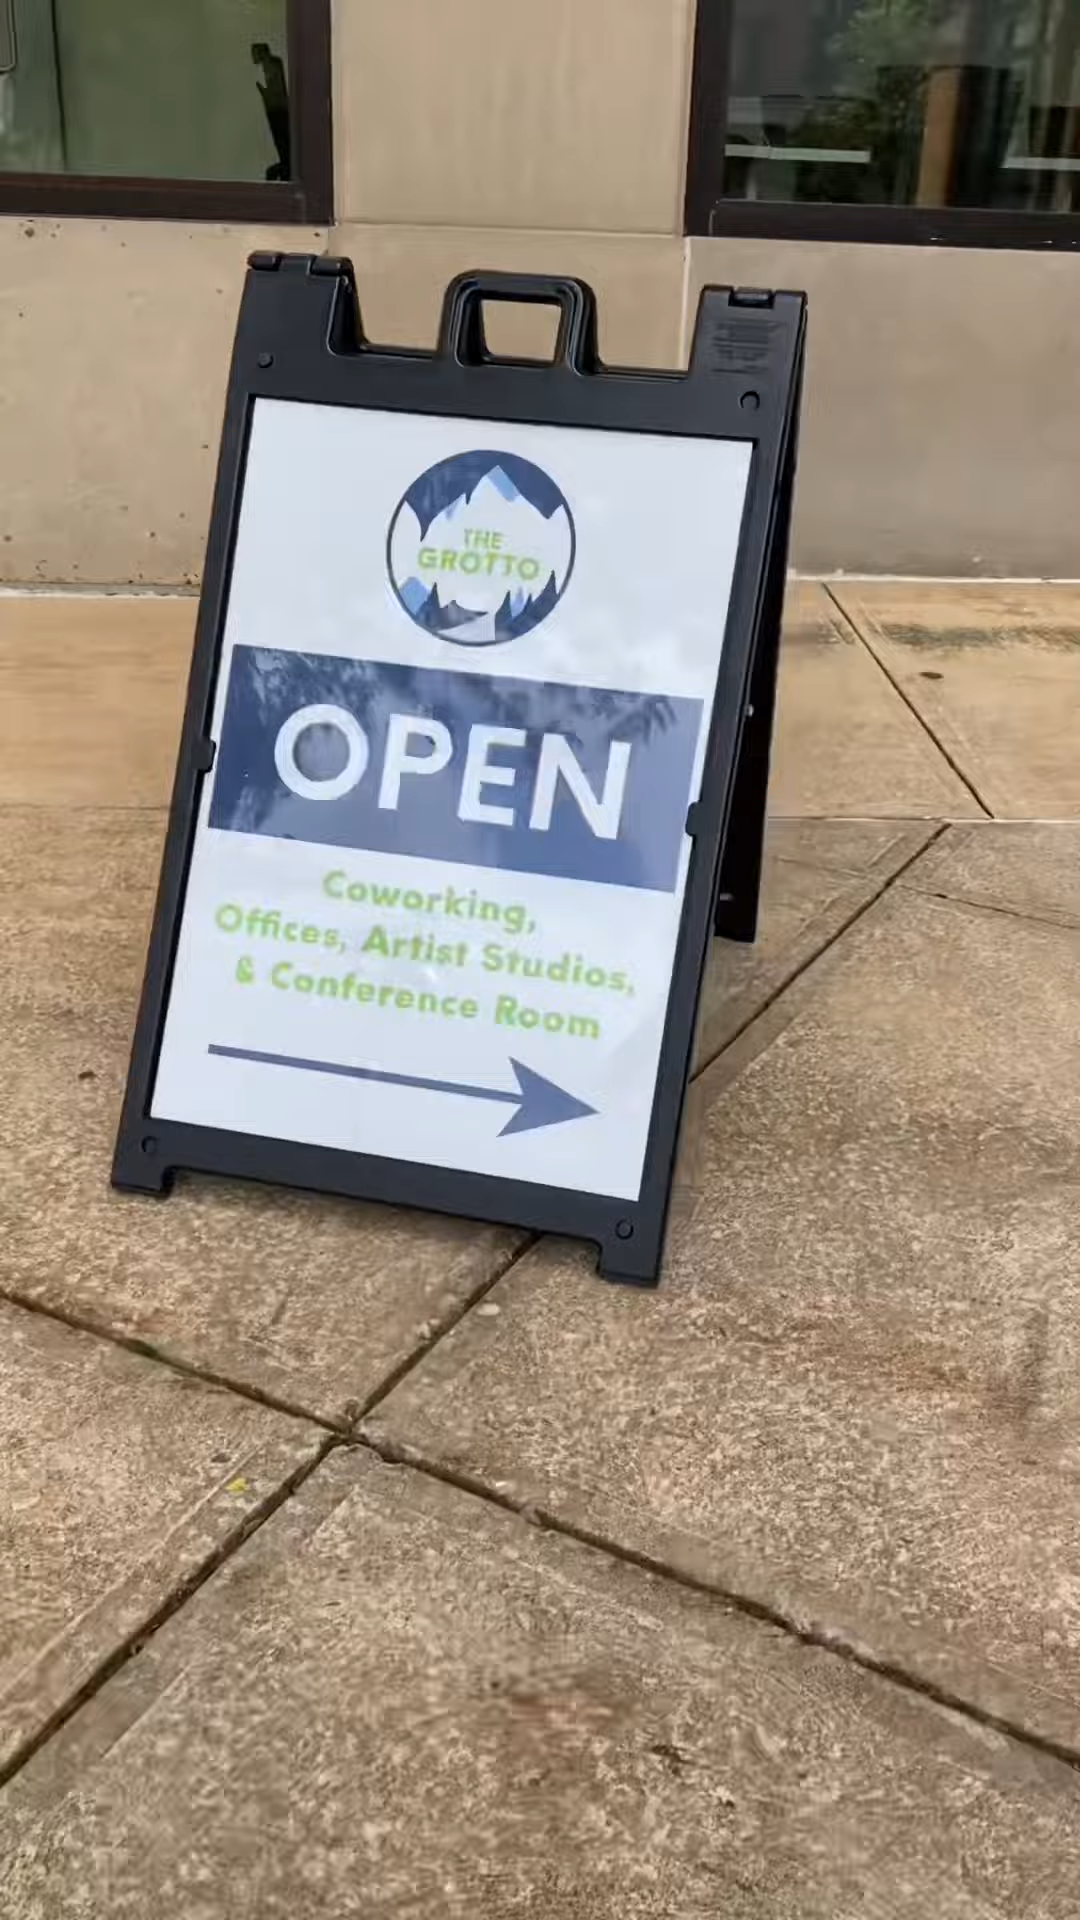 THE
GROTTO
OPEN
Coworking,
Offices, Artist Studios,
& Conference Room